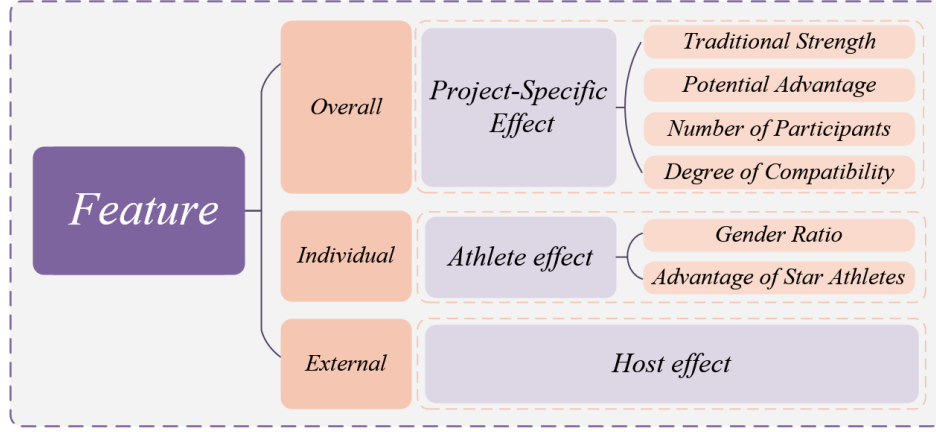 Feature
Overall
Project-Specific
Effect
Traditional Strength
Potential Advantage
Number of Participants
Degree of Compatibility
Individual
Athlete effect
Gender Ratio
Advantage of Star Athletes
External
Host effect